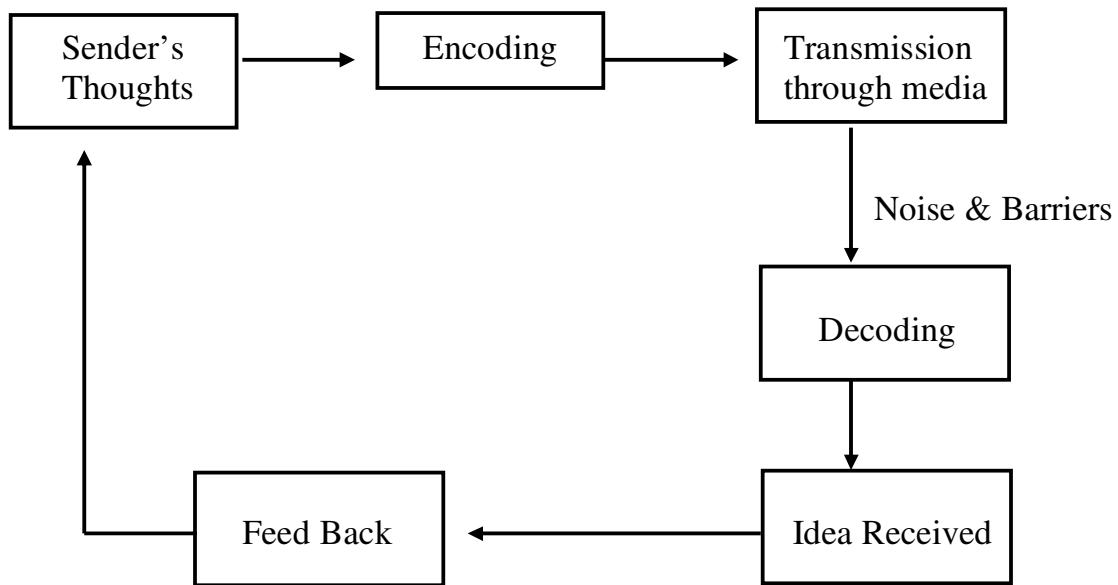 Sender’s
Thoughts
Encoding
Transmission
through media
Noise & Barriers
Decoding
Idea Received
Feed Back